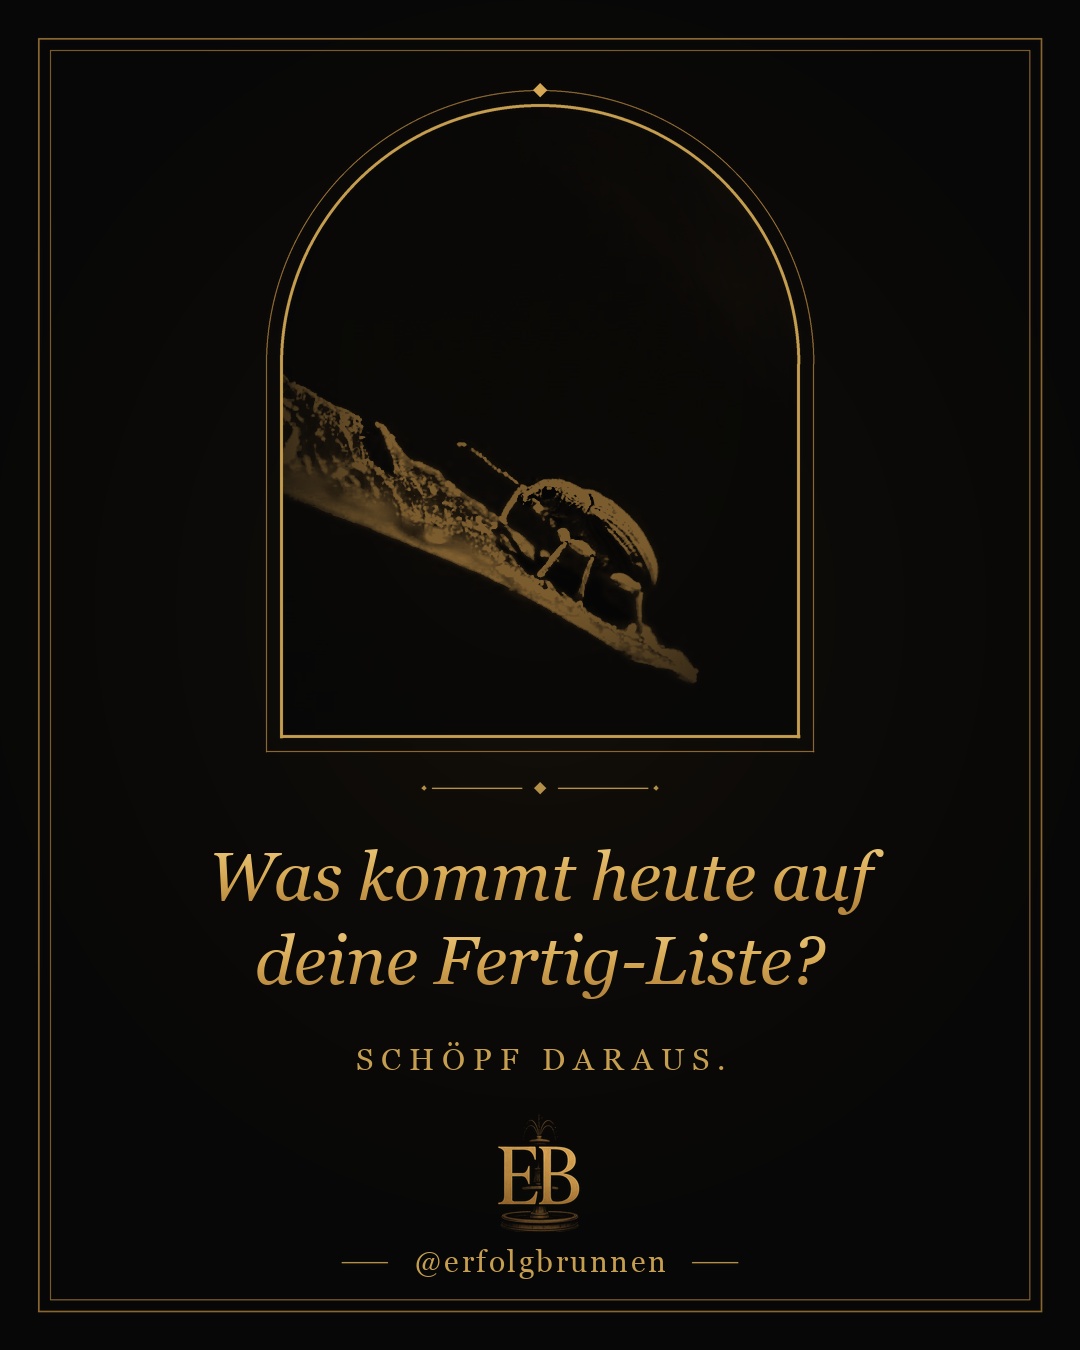 Was kommt heute auf
deine Fertig-Liste?
SCHÖPF DARAUS.
EB
@erfolgbrunnen